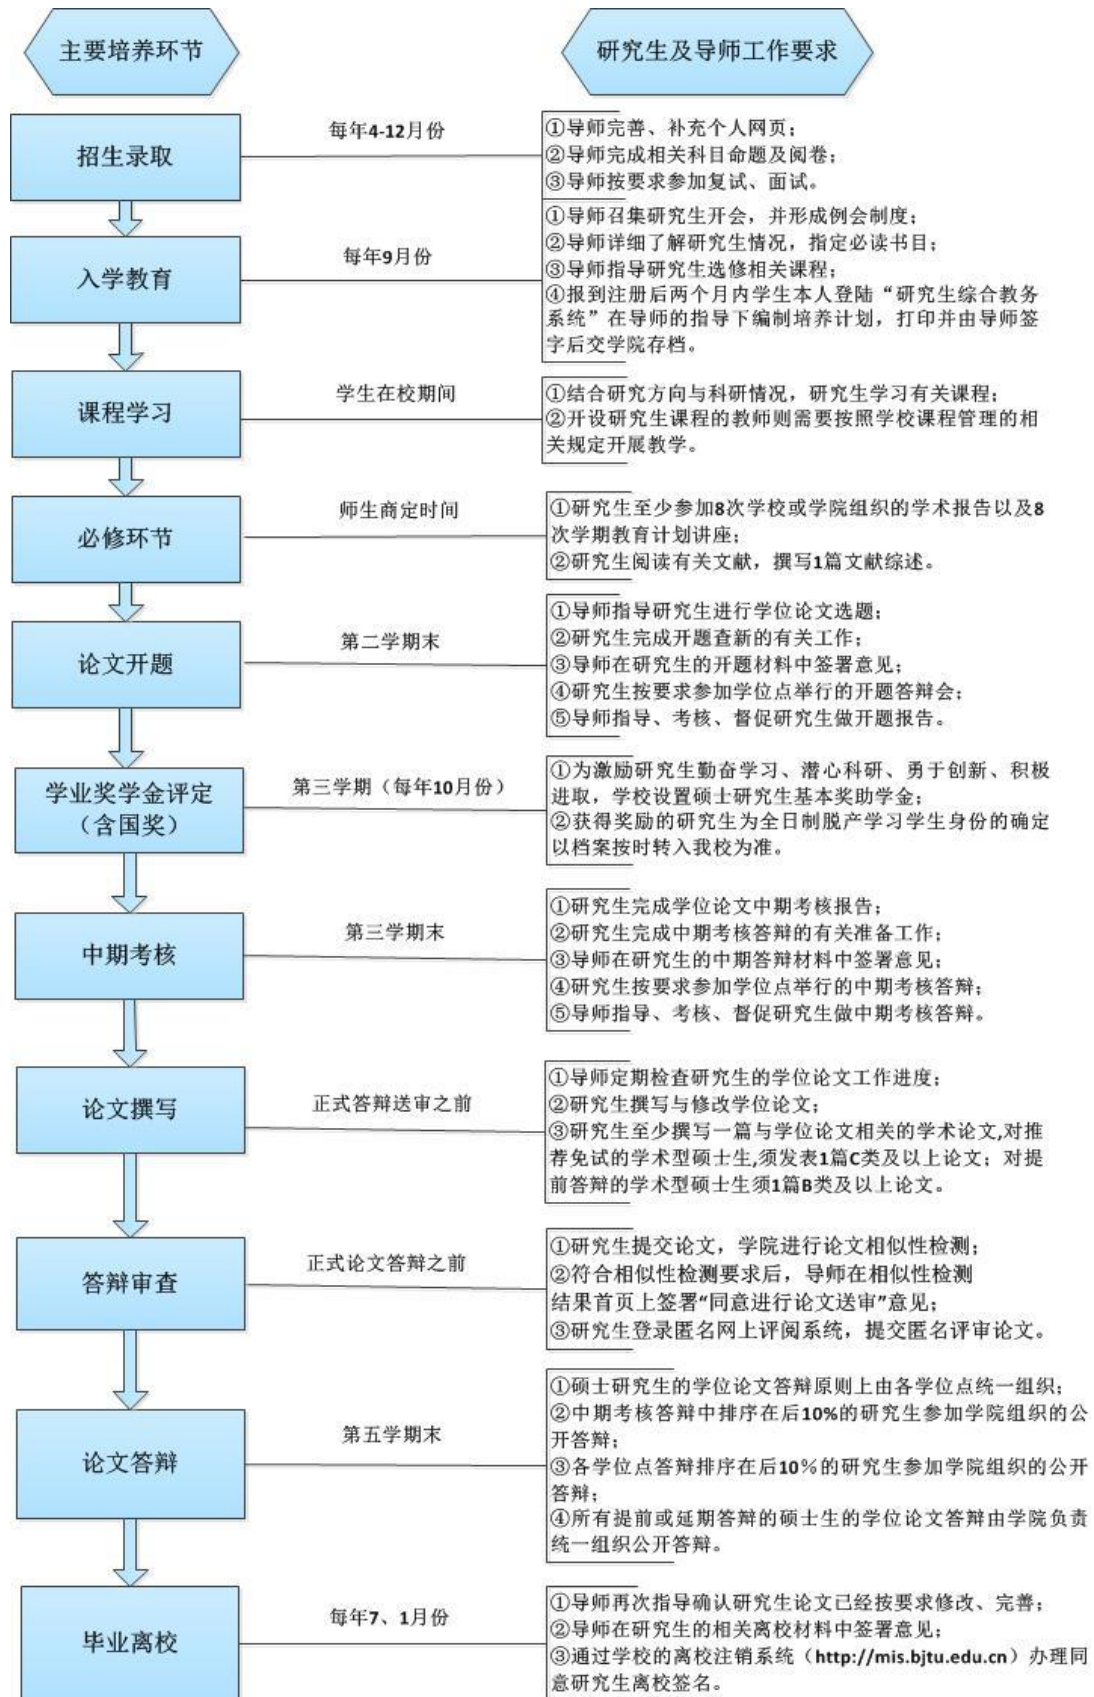 主要培养环节
研究生及导师工作要求
招生录取
每年4-12月份
①导师完善、补充个人网页；
②导师完成相关科目命题及阅卷；
③导师按要求参加复试、面试。
入学教育
每年9月份
①导师召集研究生开会，并形成例会制度；
②导师详细了解研究生情况，指定必读书目；
③导师指导研究生选修相关课程；
④报到注册后两个月内学生本人登陆“研究生综合教务
系统”在导师的指导下编制培养计划，打印并由导师签
字后交学院存档。
课程学习
学生在校期间
①结合研究方向与科研情况，研究生学习有关课程；
②开设研究生课程的教师则需要按照学校课程管理的相
关规定开展教学。
必修环节
师生商定时间
①研究生至少参加8次学校或学院组织的学术报告以及8
次学期教育计划讲座；
②研究生阅读有关文献，撰写1篇文献综述。
论文开题
第二学期末
①导师指导研究生进行学位论文选题；
②研究生完成开题查新的有关工作；
③导师在研究生的开题材料中签署意见；
④研究生按要求参加学位点举行的开题答辩会；
⑤导师指导、考核、督促研究生做开题报告。
学业奖学金评定
（含国奖）
第三学期（每年10月份）
①为激励研究生勤奋学习、潜心科研、勇于创新、积极
进取，学校设置硕士研究生基本奖助学金；
②获得奖励的研究生为全日制脱产学习学生身份的确定
以档案按时转入我校为准。
中期考核
第三学期末
①研究生完成学位论文中期考核报告；
②研究生完成中期考核答辩的有关准备工作；
③导师在研究生的中期答辩材料中签署意见；
④研究生按要求参加学位点举行的中期考核答辩；
⑤导师指导、考核、督促研究生做中期考核答辩。
论文撰写
正式答辩送审之前
①导师定期检查研究生的学位论文工作进度；
②研究生撰写与修改学位论文；
③研究生至少撰写一篇与学位论文相关的学术论文,对推
荐免试的学术型硕士生,须发表1篇C类及以上论文；对提
前答辩的学术型硕士生须1篇B类及以上论文。
答辩审查
正式论文答辩之前
①研究生提交论文，学院进行论文相似性检测；
②符合相似性检测要求后，导师在相似性检测
结果首页上签署“同意进行论文送审”意见；
③研究生登录匿名网上评阅系统，提交匿名评审论文。
论文答辩
第五学期末
①硕士研究生的学位论文答辩原则上由各学位点统一组织；
②中期考核答辩中排序在后10%的研究生参加学院组织的公
开答辩；
③各学位点答辩排序在后10%的研究生参加学院组织的公开
答辩；
④所有提前或延期答辩的硕士生的学位论文答辩由学院负责
统一组织公开答辩。
毕业离校
每年7、1月份
①导师再次指导确认研究生论文已经按要求修改、完善；
②导师在研究生的相关离校材料中签署意见；
③通过学校的离校注销系统（http://mis.bjtu.edu.cn）办理同
意研究生离校签名。